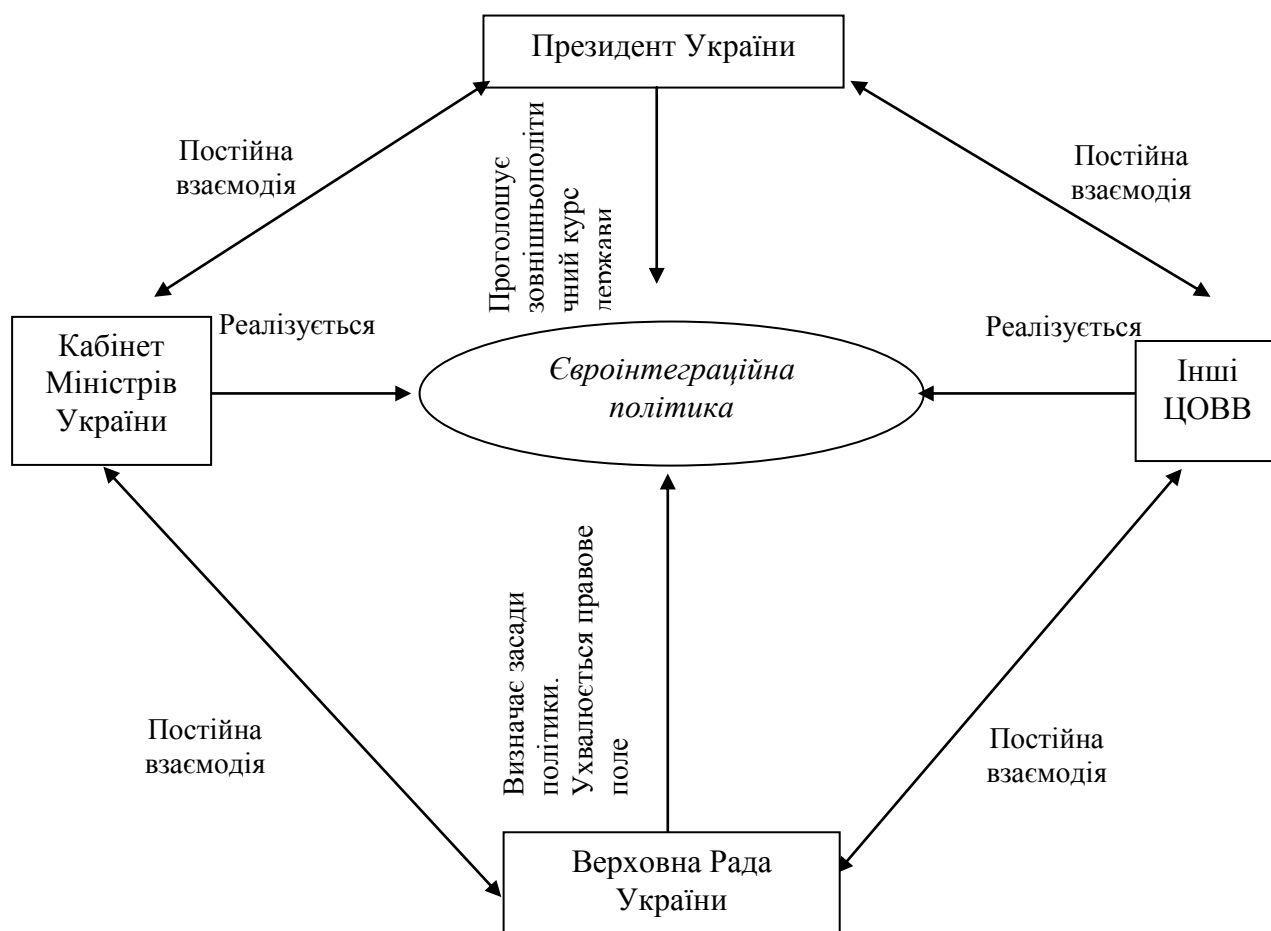 Президент України
Постійна
взаємодія
Проголошує
зовнішньополіти
чний курс
держави
Постійна
взаємодія
Кабінет
Міністрів
України
Реалізується
Євроінтеграційна
політика
Реалізується
Інші
ЦОВВ
Визначає засади
політики.
Ухвалюється правове
поле
Постійна
взаємодія
Постійна
взаємодія
Верховна Рада
України